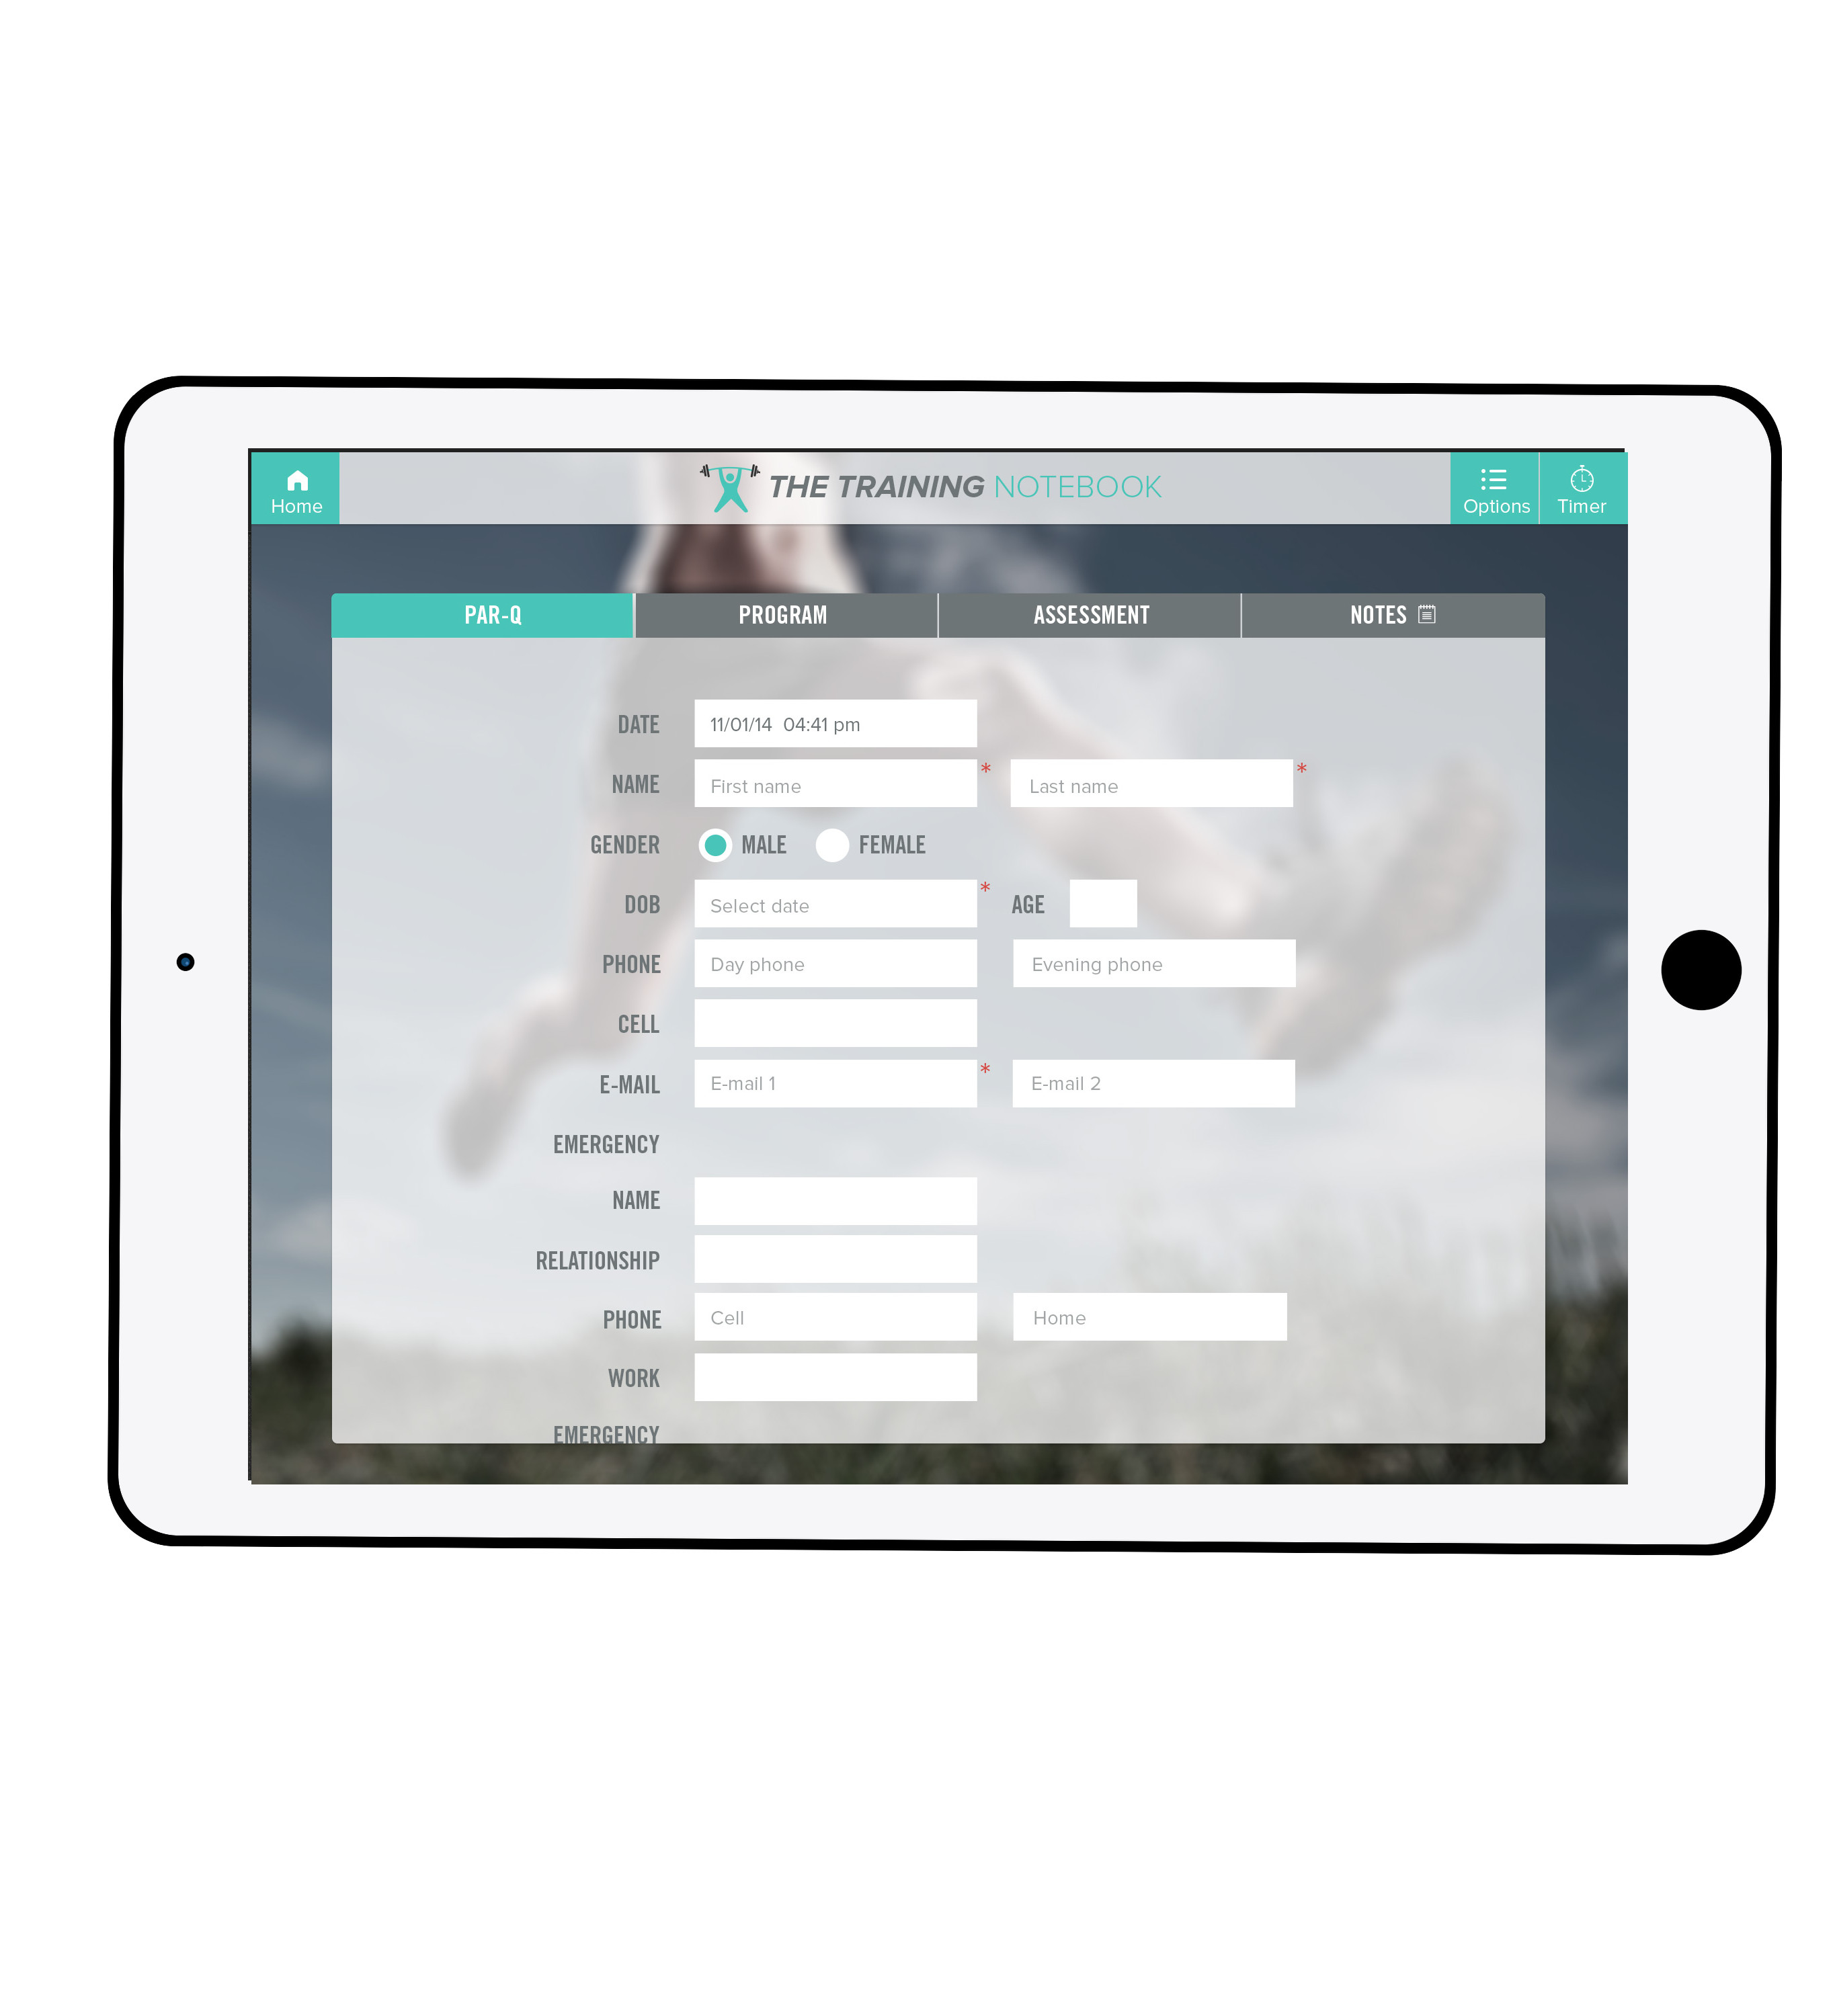 Home
THE TRAINING NOTEBOOK
Options
Timer
PAR-Q
PROGRAM
ASSESSMENT
NOTES
DATE 11/01/14 04:41 pm
NAME First name * Last name *
GENDER MALE FEMALE
DOB Select date * AGE
PHONE Day phone Evening phone
CELL
E-MAIL E-mail 1 * E-mail 2
EMERGENCY
NAME
RELATIONSHIP
PHONE Cell Home
WORK
EMERGENCY